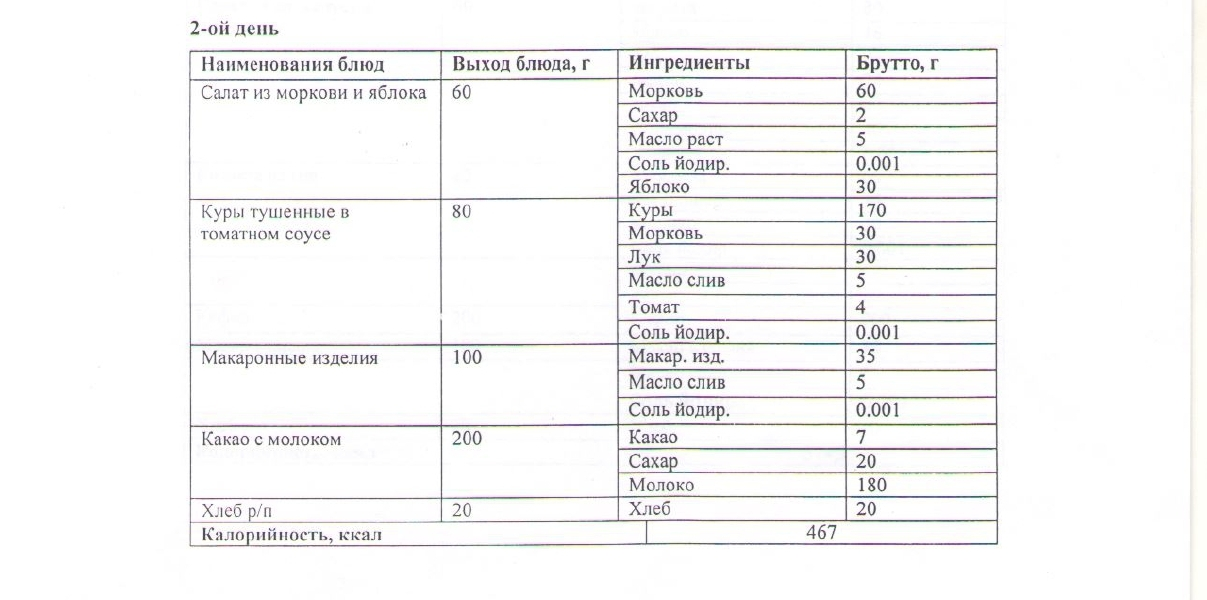 2-ой день
Наименования блюд Выход блюда, г Ингредиенты Брутто, г
Салат из моркови и яблока 60 Морковь 60
Сахар 2
Масло раст 5
Соль йодир. 0.001
Яблоко 30
Куры тушенные в 80 Куры 170
томатном соусе Морковь 30
Лук 30
Масло слив 5
Томат 4
Соль йодир. 0.001
Макаронные изделия 100 Макар. изд. 35
Масло слив 5
Соль йодир. 0.001
Какао с молоком 200 Какао 7
Сахар 20
Молоко 180
Хлеб р/п 20 Хлеб 20
Калорийность, ккал 467